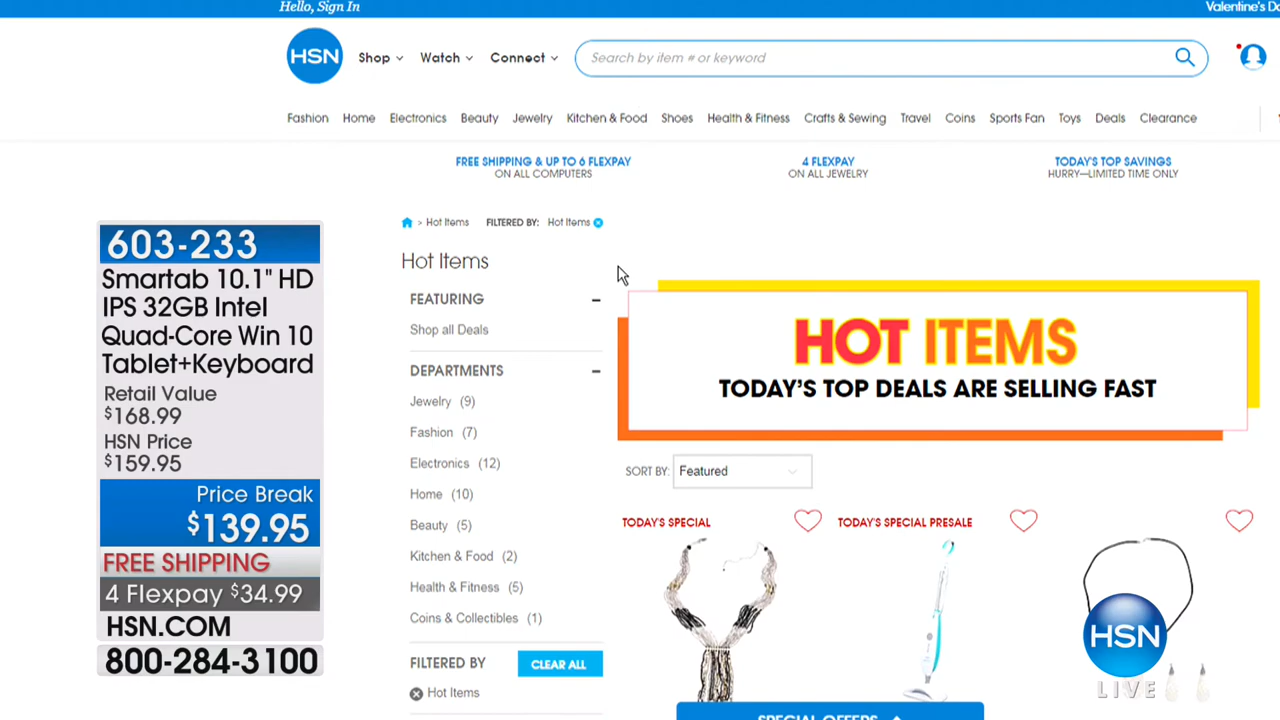 Hello, Sign In
Valentine's Da
HSN
Shop
Watch
Connect
Search by item # or keyword
Fashion
Home
Electronics
Beauty
Jewelry
Kitchen & Food
Shoes
Health & Fitness
Crafts & Sewing
Travel
Coins
Sports Fan
Toys
Deals
Clearance
FREE SHIPPING & UP TO 6 FLEXPAY
ON ALL COMPUTERS
4 FLEXPAY
ON ALL JEWELRY
TODAY'S TOP SAVINGS
HURRY—LIMITED TIME ONLY
603-233
Smartab 10.1" HD
IPS 32GB Intel
Quad-Core Win 10
Tablet+Keyboard
Retail Value
$168.99
HSN Price
$159.95
Price Break
$139.95
FREE SHIPPING
4 Flexpay $34.99
HSN.COM
800-284-3100
> Hot Items
FILTERED BY: Hot Items
Hot Items
FEATURING
Shop all Deals
DEPARTMENTS
Jewelry (9)
Fashion (7)
Electronics (12)
Home (10)
Beauty (5)
Kitchen & Food (2)
Health & Fitness (5)
Coins & Collectibles (1)
FILTERED BY
CLEAR ALL
Hot Items
HOT ITEMS
TODAY'S TOP DEALS ARE SELLING FAST
SORT BY: Featured
TODAY'S SPECIAL
TODAY'S SPECIAL PRESALE
SPECIAL OFFERS
HSN
LIVE